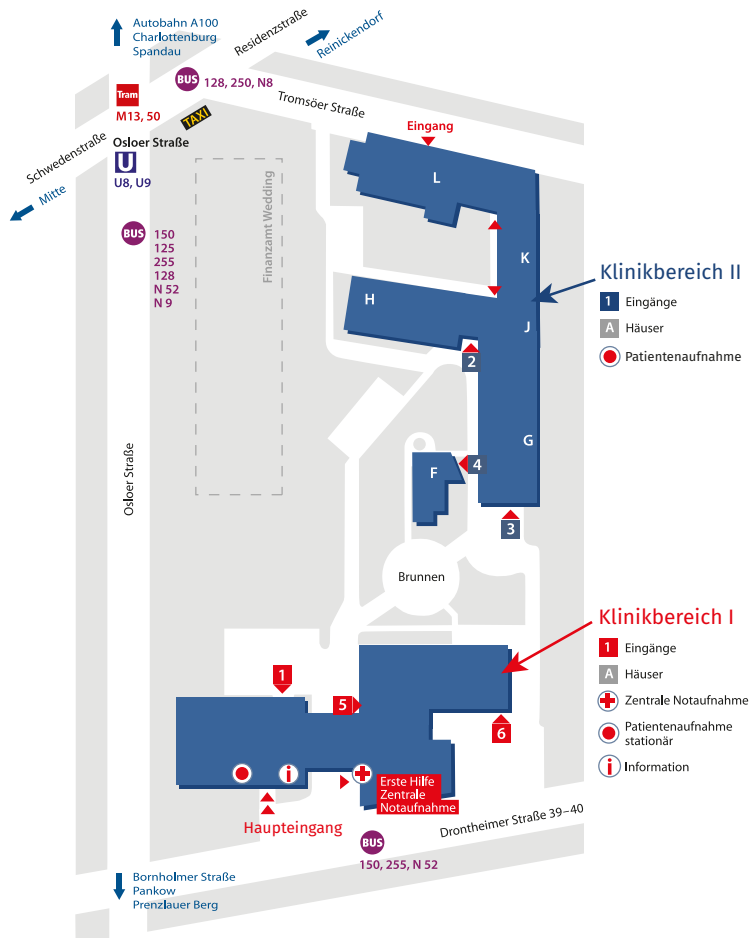 Autobahn A100
Charlottenburg
Spandau
Residenzstraße
Reinickendorf
BUS
128, 250, N8
Tram
M13, 50
TAXI
Tromsöer Straße
Schwedenstraße
Osloer Straße
U
U8, U9
Mitte
BUS
150
125
255
128
N 52
N 9
Finanzamt Wedding
Eingang
L
K
H
J
2
G
F
4
3
Klinikbereich II
1 Eingänge
A Häuser
Patientenaufnahme
Osloer Straße
Brunnen
Klinikbereich I
1 Eingänge
A Häuser
Zentrale Notaufnahme
Patientenaufnahme
stationär
i Information
1
5
6
i
Erste Hilfe
Zentrale
Notaufnahme
Haupteingang
Drontheimer Straße 39–40
BUS
150, 255, N 52
Bornholmer Straße
Pankow
Prenzlauer Berg